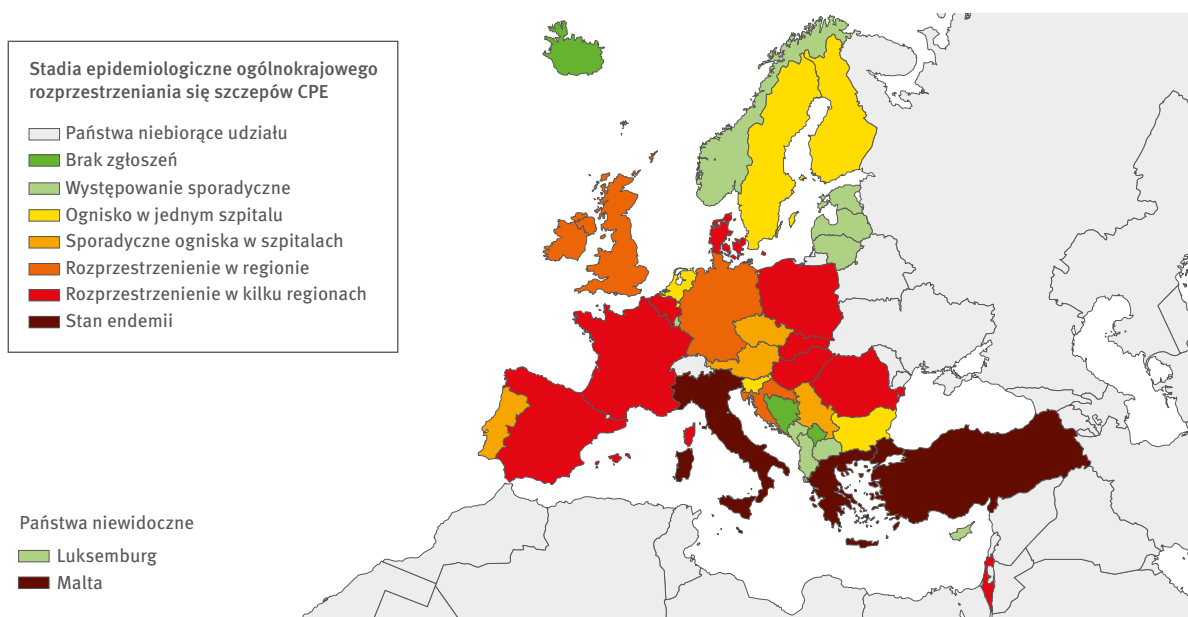 Stadia epidemiologiczne ogólnokrajowego
rozprzestrzeniania się szczepów CPE
Państwa niebiorące udziału
Brak zgłoszeń
Występowanie sporadyczne
Ognisko w jednym szpitalu
Sporadyczne ogniska w szpitalach
Rozprzestrzenienie w regionie
Rozprzestrzenienie w kilku regionach
Stan endemii
Państwa niewidoczne
Luksemburg
Malta